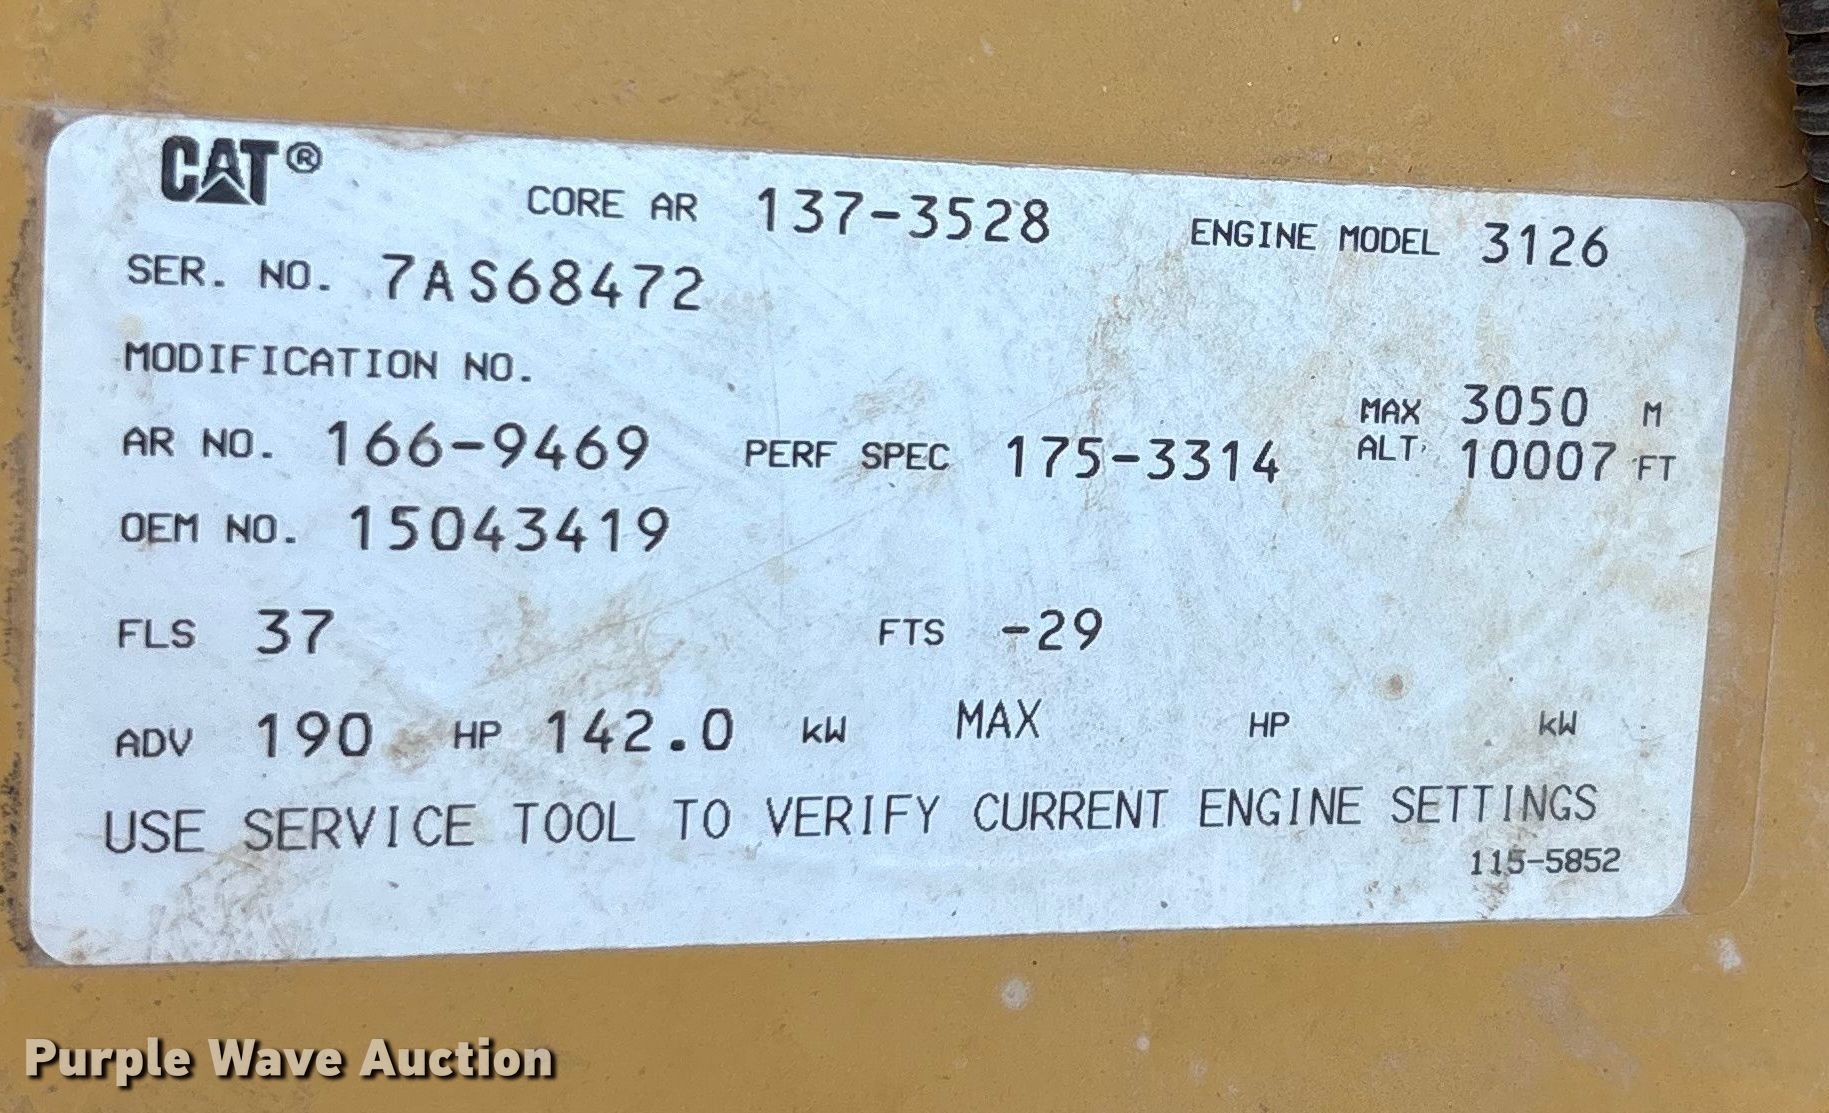 CAT®
CORE AR 137-3528 ENGINE MODEL 3126
SER. NO. 7AS68472
MODIFICATION NO.
MAX 3050 M
AR NO. 166-9469 PERF SPEC 175-3314 ALT. 10007 FT
OEM NO. 15043419
FLS 37 FTS -29
ADV 190 HP 142.0 kW MAX HP kW
USE SERVICE TOOL TO VERIFY CURRENT ENGINE SETTINGS
115-5852
Purple Wave Auction